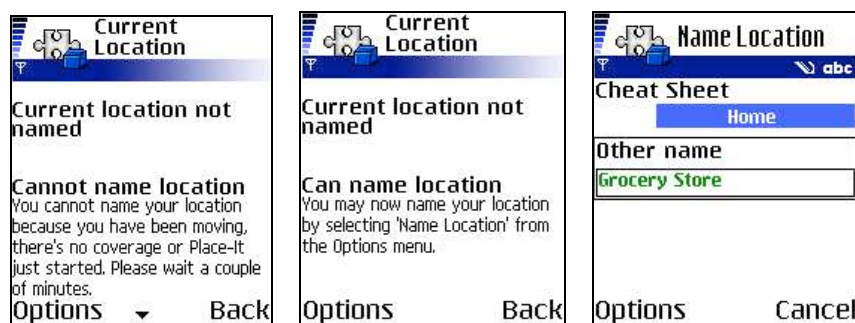 Current
Location
Current location not
named
Cannot name location
You cannot name your location
because you have been moving,
there's no coverage or Place-It
just started. Please wait a couple
of minutes.
Options
Back
Current
Location
Current location not
named
Can name location
You may now name your location
by selecting 'Name Location' from
the Options menu.
Options
Back
Name Location
abc
Cheat Sheet
Home
Other name
Grocery Store
Options
Cancel